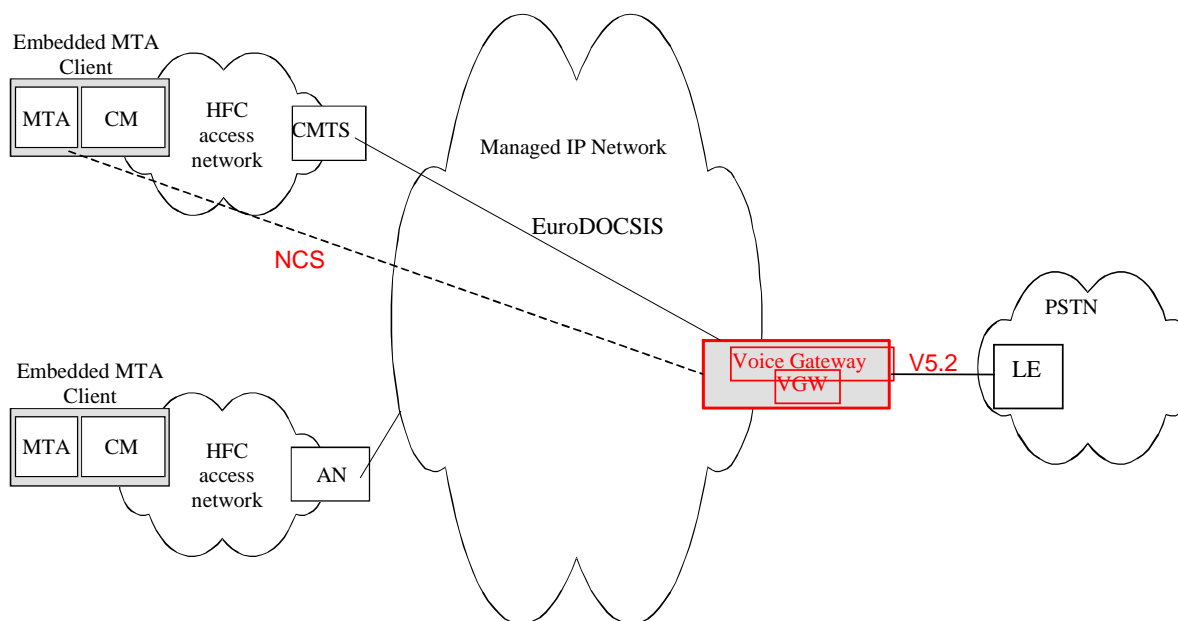 Embedded MTA
Client
MTA
CM
HFC
access
network
CMTS
Managed IP Network
EuroDOCSIS
NCS
PSTN
Voice Gateway
VGW
V5.2
LE
Embedded MTA
Client
MTA
CM
HFC
access
network
AN